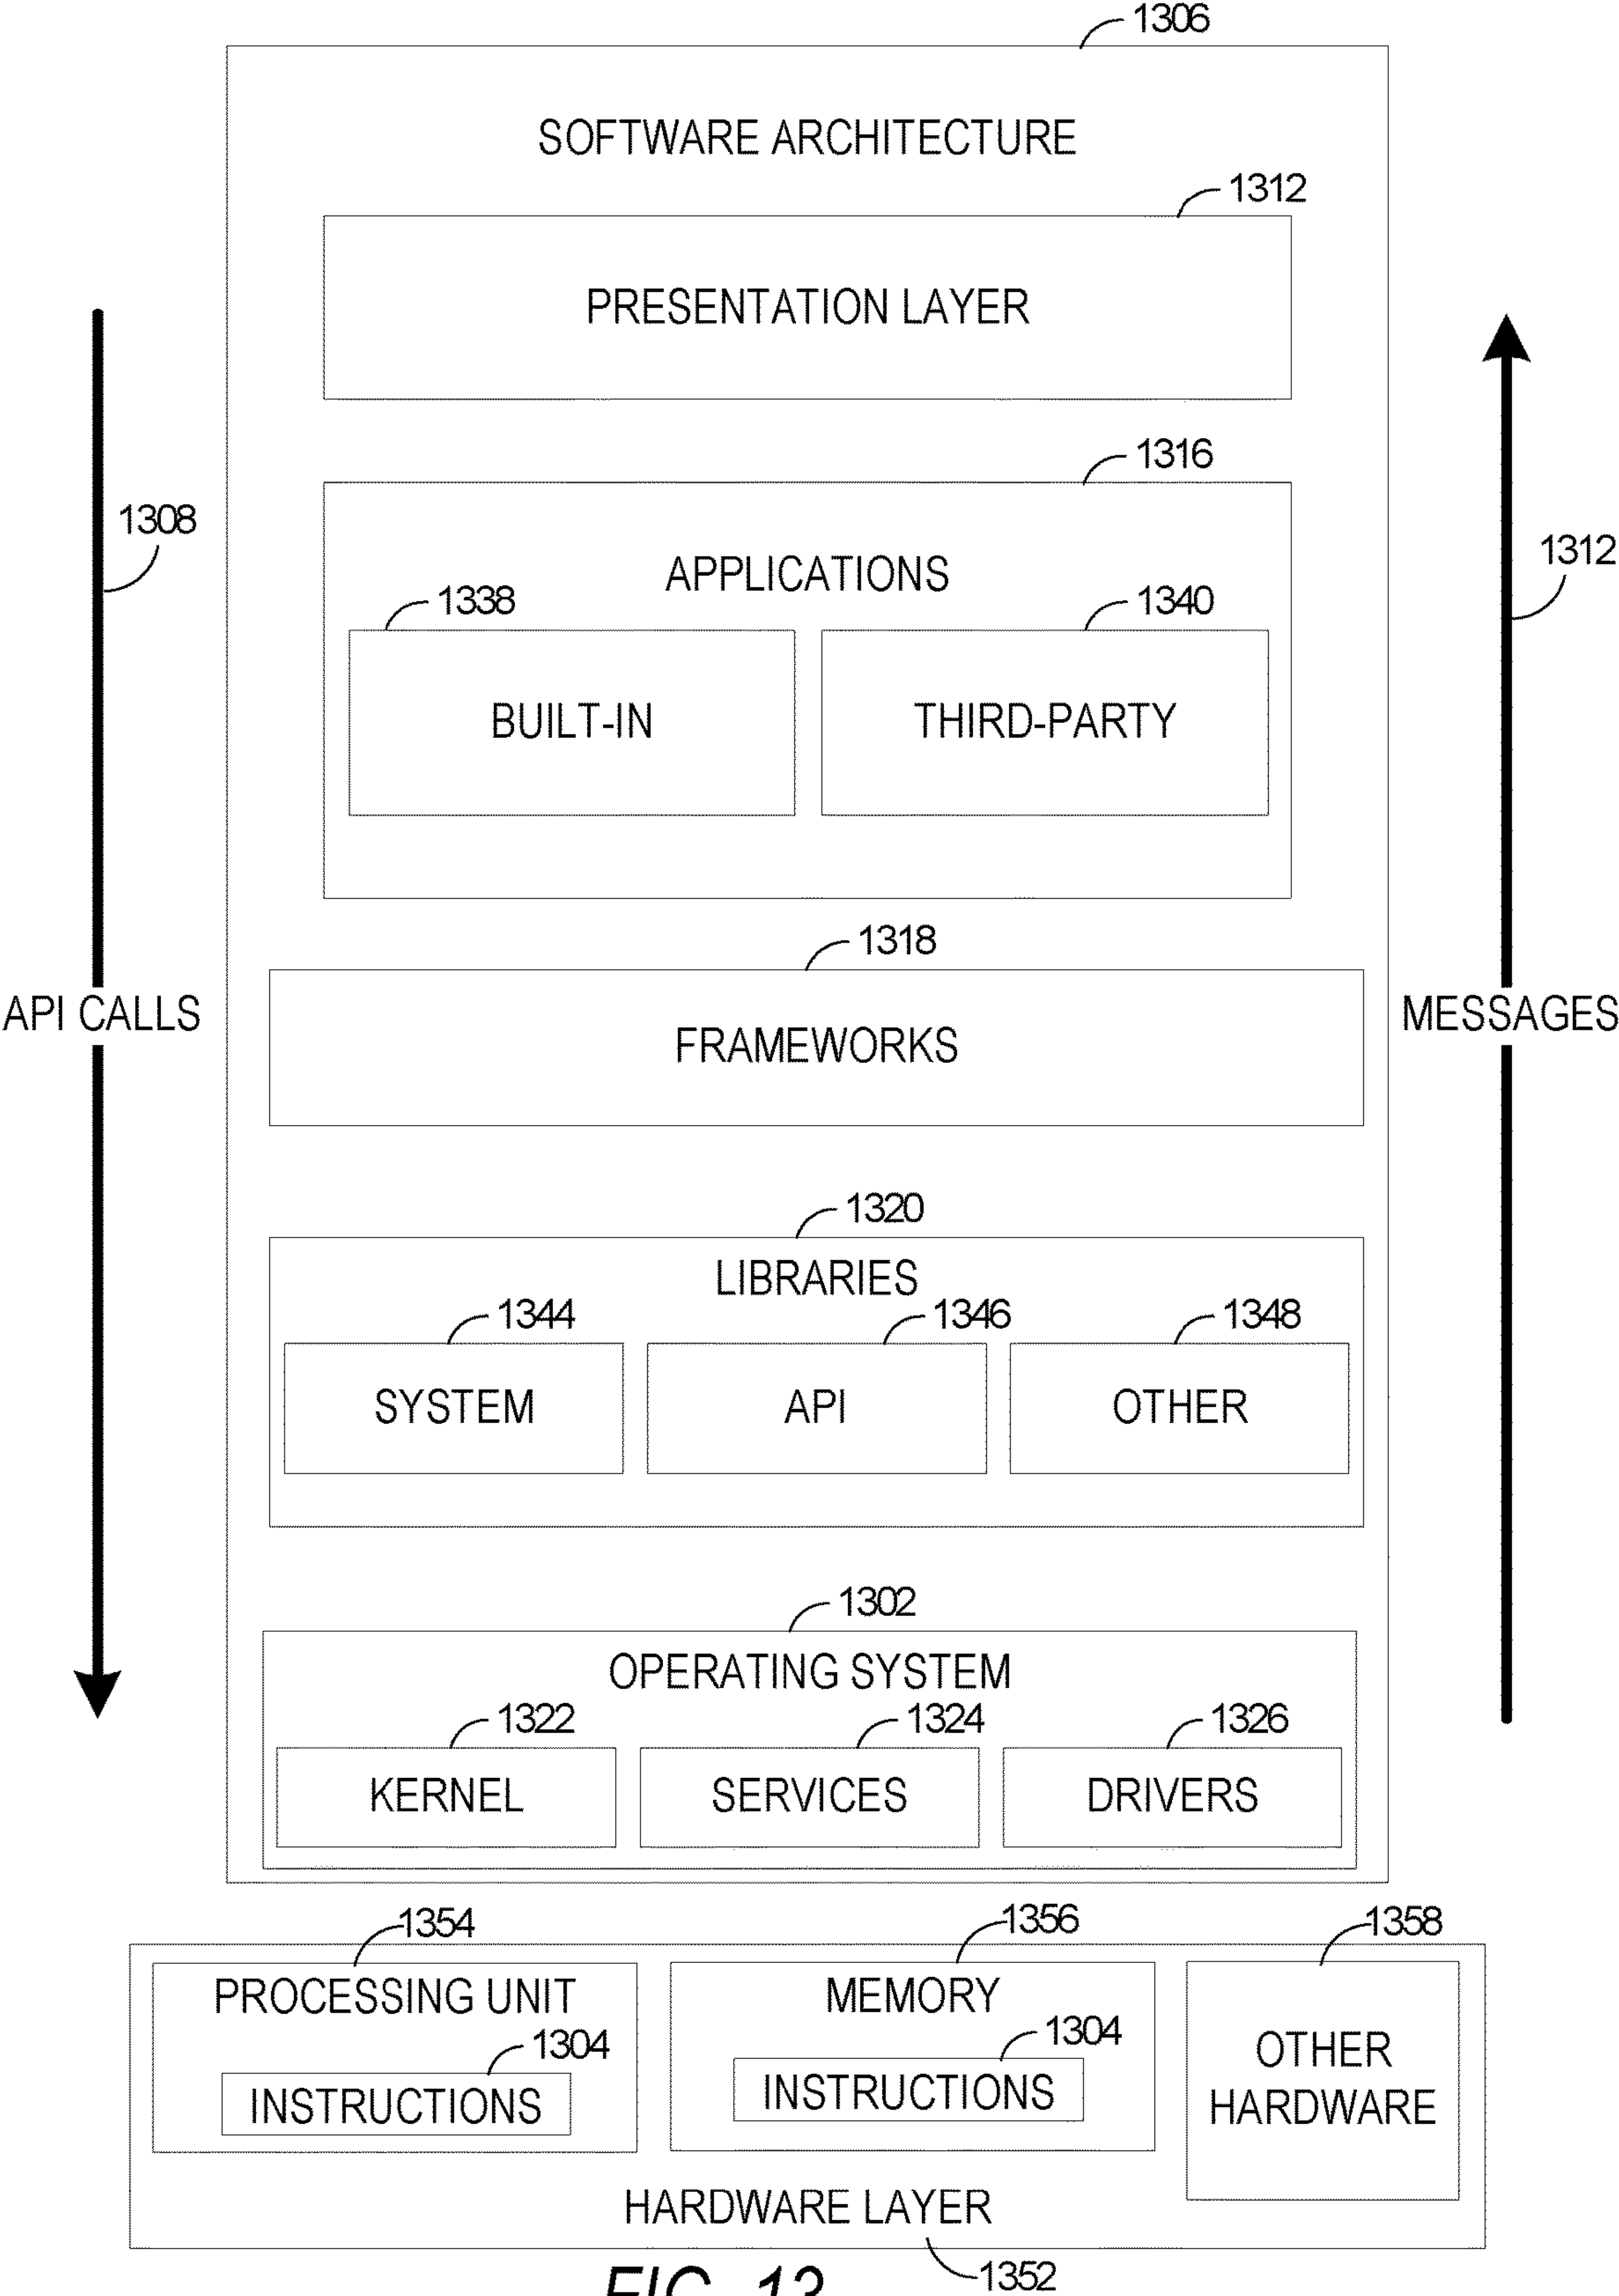 1306
SOFTWARE ARCHITECTURE
1312
PRESENTATION LAYER
1316
1308
1312
APPLICATIONS
1338
1340
BUILT-IN
THIRD-PARTY
1318
API CALLS
MESSAGES
FRAMEWORKS
1320
LIBRARIES
1344
1346
1348
SYSTEM
API
OTHER
1302
OPERATING SYSTEM
1322
1324
1326
KERNEL
SERVICES
DRIVERS
1354
1356
1358
PROCESSING UNIT
MEMORY
1304
1304
OTHER
HARDWARE
INSTRUCTIONS
INSTRUCTIONS
HARDWARE LAYER
1352
FIG. 13